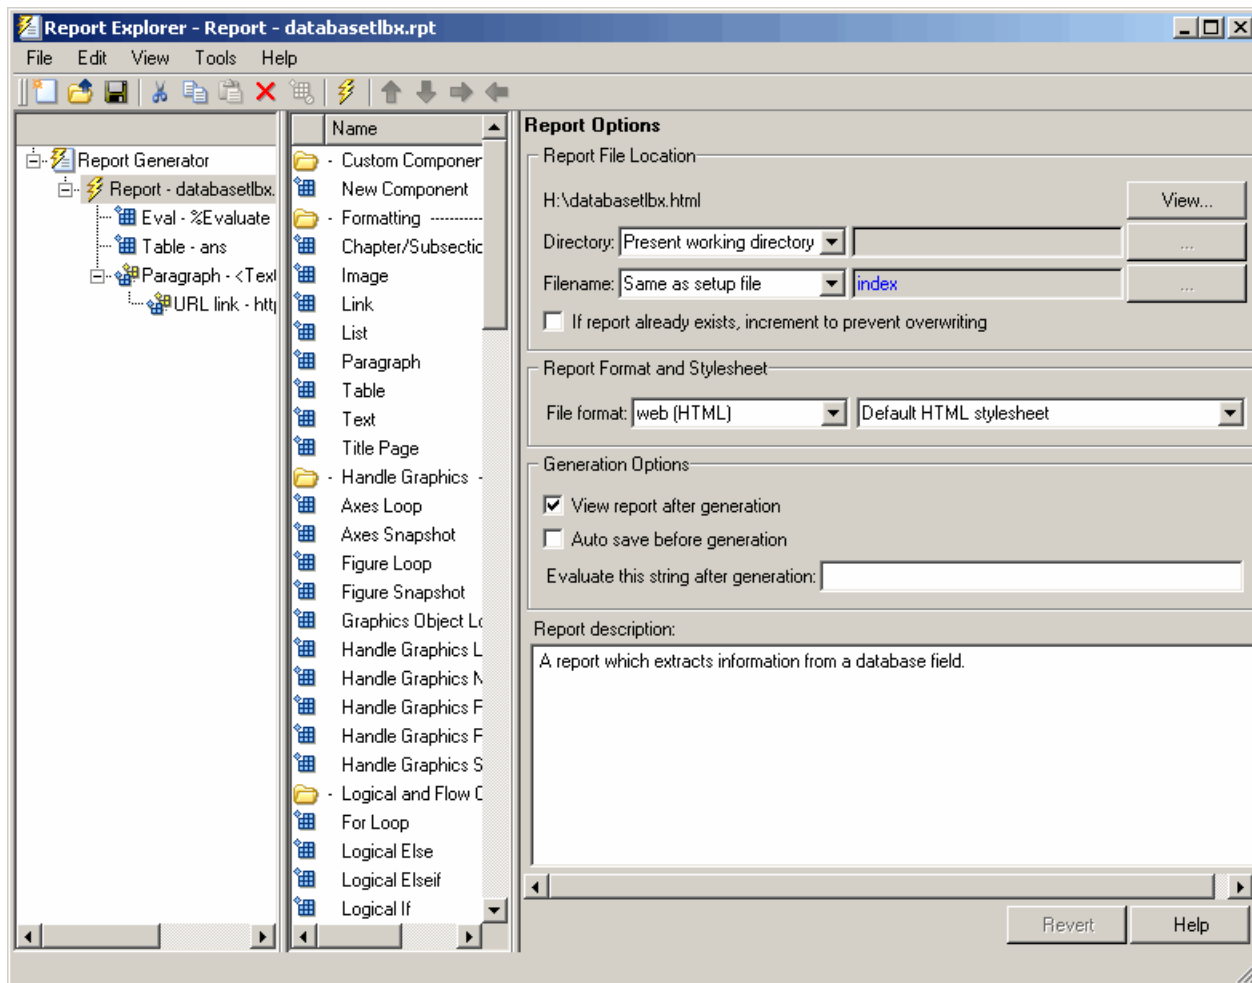 Report Explorer - Report - databasetlbx.rpt
File Edit View Tools Help
Report Generator
Report - databasetlbx.
Eval - %Evaluate
Table - ans
Paragraph - <Text
URL link - http
Name
- Custom Componen
New Component
- Formatting ----------
Chapter/Subsectio
Image
Link
List
Paragraph
Table
Text
Title Page
- Handle Graphics -
Axes Loop
Axes Snapshot
Figure Loop
Figure Snapshot
Graphics Object Lo
Handle Graphics L
Handle Graphics N
Handle Graphics F
Handle Graphics F
Handle Graphics S
- Logical and Flow C
For Loop
Logical Else
Logical Elseif
Logical If
Report Options
Report File Location
H:\databasetlbx.html View...
Directory: Present working directory ...
Filename: Same as setup file index ...
If report already exists, increment to prevent overwriting
Report Format and Stylesheet
File format: web (HTML) Default HTML stylesheet
Generation Options
View report after generation
Auto save before generation
Evaluate this string after generation:
Report description:
A report which extracts information from a database field.
Revert Help